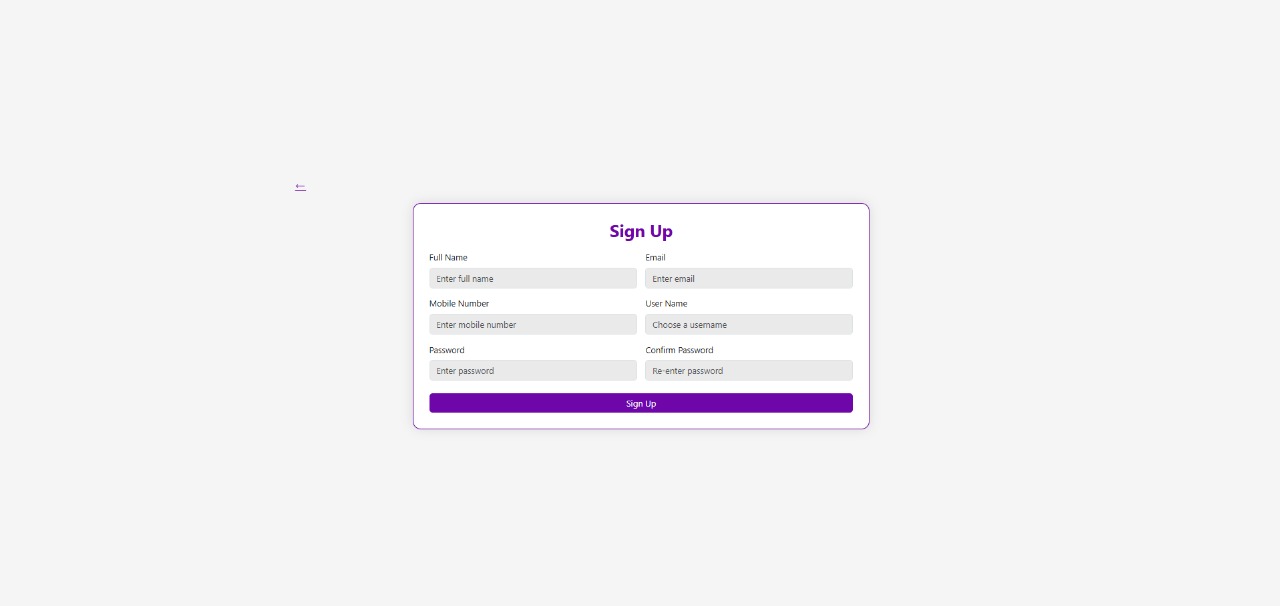 ←
Sign Up
Full Name
Email
Enter full name
Enter email
Mobile Number
User Name
Enter mobile number
Choose a username
Password
Confirm Password
Enter password
Re-enter password
Sign Up